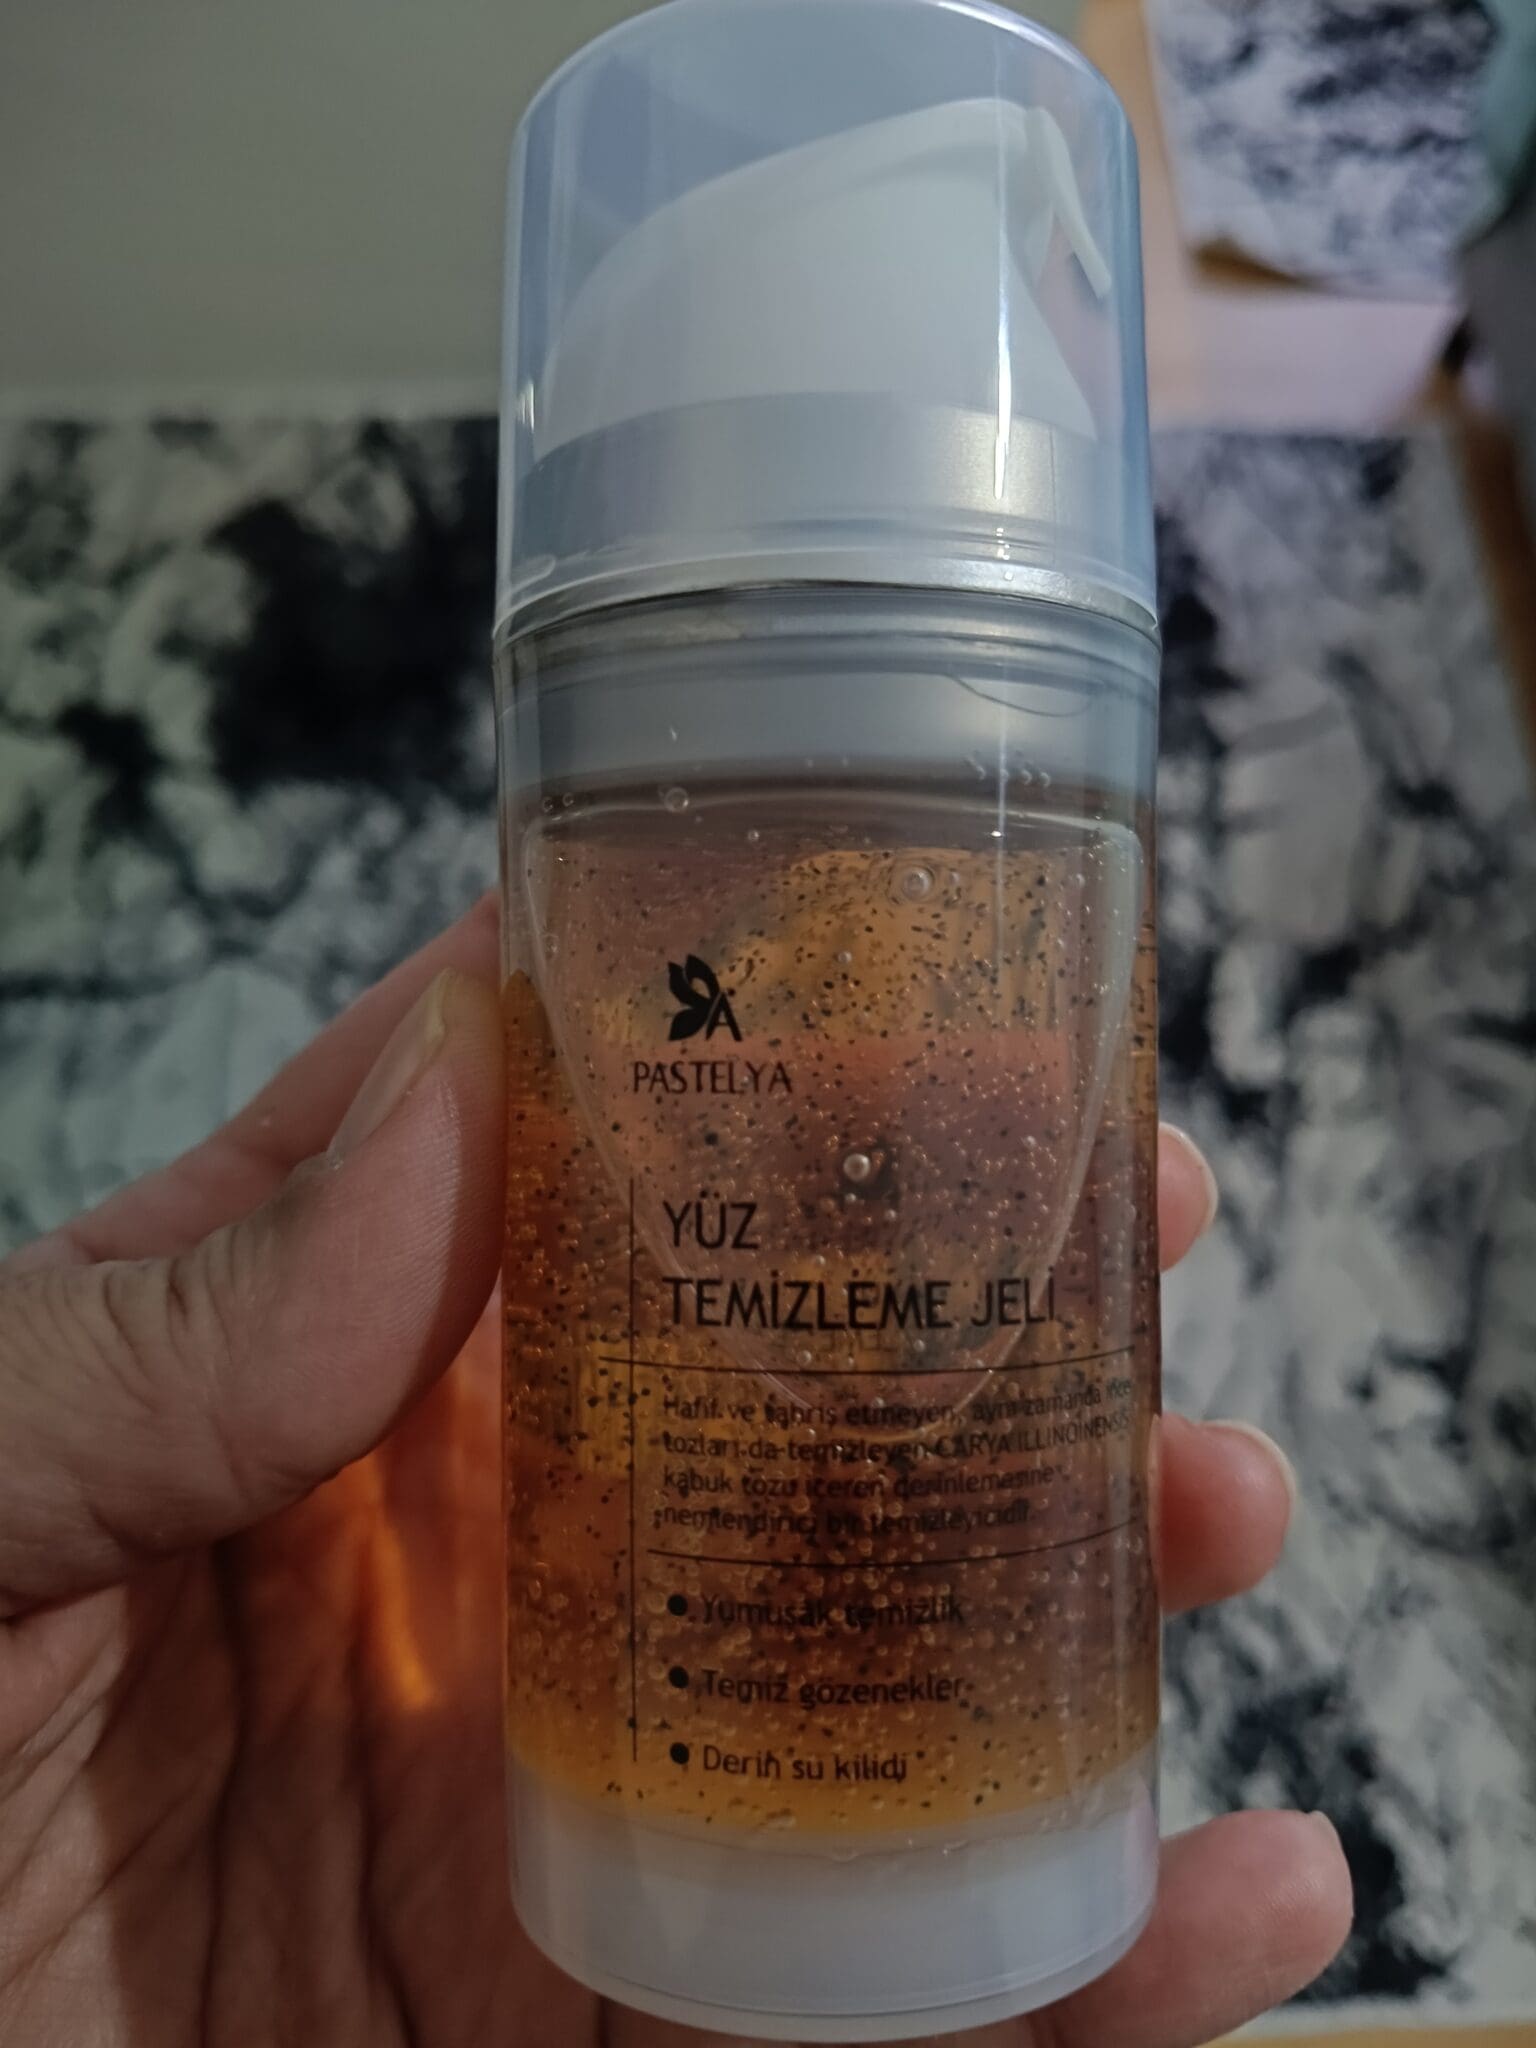 PASTELYA
YÜZ
TEMİZLEME JELİ
Hafif ve tahriş etmeyen, aynı zamanda ince
tozları da temizleyen CARYA ILLINOINENSIS
kabuk tozu içeren derinlemesine
nemlendirici bir temizleyicidir.
Yumuşak temizlik
Temiz gözenekler
Derin su kilidi